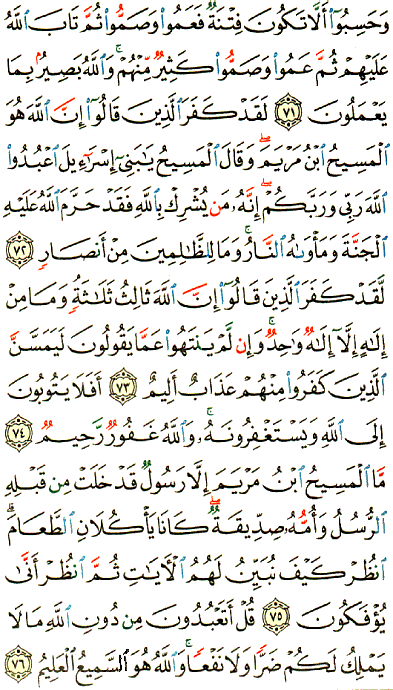 وَحَسِبُوٓا۟ أَلَّا تَكُونَ فِتْنَةٌ فَعَمُوا۟ وَصَمُّوا۟ ثُمَّ تَابَ ٱللَّهُ
عَلَيْهِمْ ثُمَّ عَمُوا۟ وَصَمُّوا۟ كَثِيرٌ مِّنْهُمْ ۚ وَٱللَّهُ بَصِيرٌۢ بِمَا
يَعْمَلُونَ ٧١ لَقَدْ كَفَرَ ٱلَّذِينَ قَالُوٓا۟ إِنَّ ٱللَّهَ هُوَ
ٱلْمَسِيحُ ٱبْنُ مَرْيَمَ ۖ وَقَالَ ٱلْمَسِيحُ يَٰبَنِىٓ إِسْرَٰٓءِيلَ ٱعْبُدُوا۟
ٱللَّهَ رَبِّى وَرَبَّكُمْ ۖ إِنَّهُۥ مَن يُشْرِكْ بِٱللَّهِ فَقَدْ حَرَّمَ ٱللَّهُ عَلَيْهِ
ٱلْجَنَّةَ وَمَأْوَىٰهُ ٱلنَّارُ ۖ وَمَا لِلظَّٰلِمِينَ مِنْ أَنصَارٍ ٧٢
لَّقَدْ كَفَرَ ٱلَّذِينَ قَالُوٓا۟ إِنَّ ٱللَّهَ ثَالِثُ ثَلَٰثَةٍ ۘ وَمَا مِنْ
إِلَٰهٍ إِلَّآ إِلَٰهٌ وَٰحِدٌ ۚ وَإِن لَّمْ يَنتَهُوا۟ عَمَّا يَقُولُونَ لَيَمَسَّنَّ
ٱلَّذِينَ كَفَرُوا۟ مِنْهُمْ عَذَابٌ أَلِيمٌ ٧٣ أَفَلَا يَتُوبُونَ
إِلَى ٱللَّهِ وَيَسْتَغْفِرُونَهُۥ ۚ وَٱللَّهُ غَفُورٌ رَّحِيمٌ ٧٤
مَّا ٱلْمَسِيحُ ٱبْنُ مَرْيَمَ إِلَّا رَسُولٌ قَدْ خَلَتْ مِن قَبْلِهِ
ٱلرُّسُلُ وَأُمُّهُۥ صِدِّيقَةٌ ۖ كَانَا يَأْكُلَانِ ٱلطَّعَامَ ۗ
ٱنظُرْ كَيْفَ نُبَيِّنُ لَهُمُ ٱلْءَايَٰتِ ثُمَّ ٱنظُرْ أَنَّىٰ
يُؤْفَكُونَ ٧٥ قُلْ أَتَعْبُدُونَ مِن دُونِ ٱللَّهِ مَا لَا
يَمْلِكُ لَكُمْ ضَرًّا وَلَا نَفْعًا ۚ وَٱللَّهُ هُوَ ٱلسَّمِيعُ ٱلْعَلِيمُ ٧٦